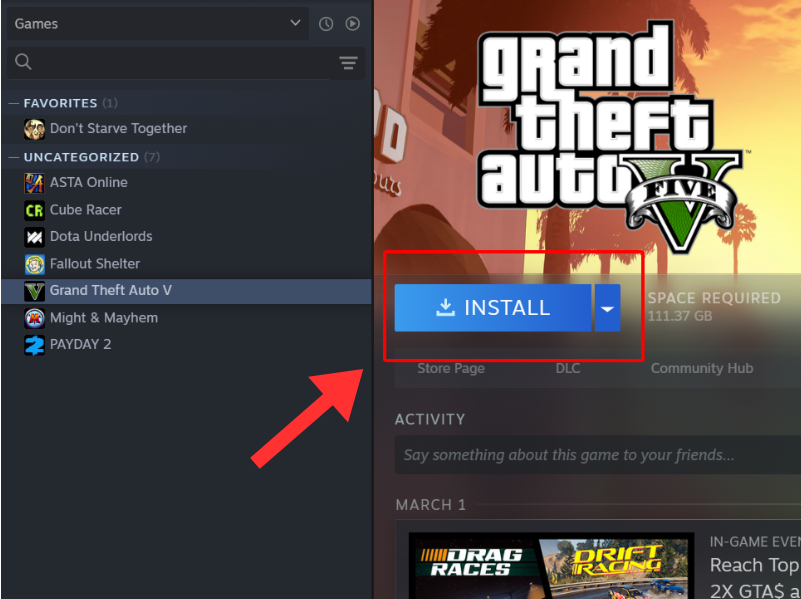 Games
FAVORITES (1)
Don't Starve Together
UNCATEGORIZED (7)
ASTA Online
CR
Cube Racer
Dota Underlords
Fallout Shelter
Grand Theft Auto V
Might & Mayhem
PAYDAY 2
grand
theft
auto V
FIVE
™
INSTALL
SPACE REQUIRED
111.37 GB
Store Page
DLC
Community Hub
ACTIVITY
Say something about this game to your friends...
MARCH 1
DRAG
RACES
DRIFT
RACING
IN-GAME EVEN
Reach Top
2X GTA$ a